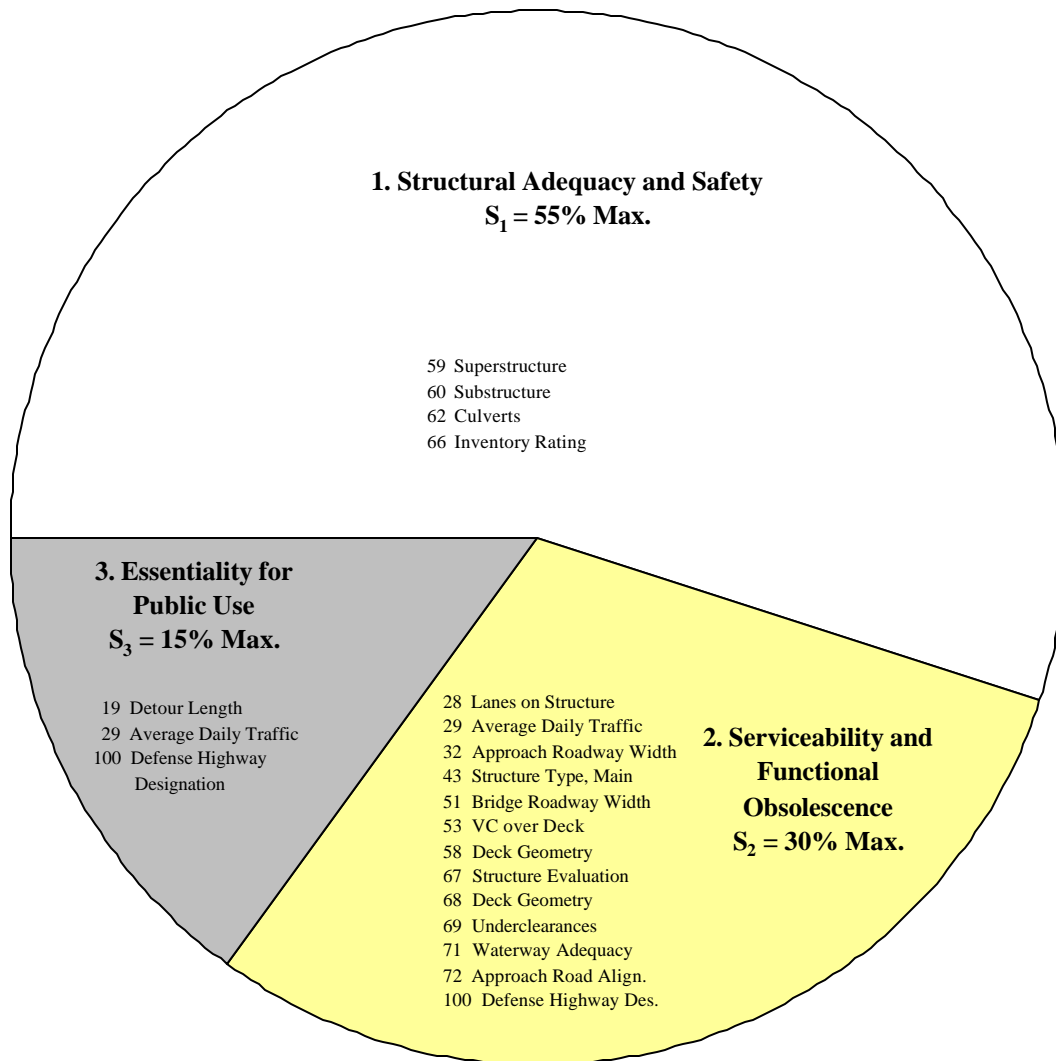 1. Structural Adequacy and Safety
S₁ = 55% Max.
59 Superstructure
60 Substructure
62 Culverts
66 Inventory Rating
3. Essentiality for
Public Use
S₃ = 15% Max.
19 Detour Length
29 Average Daily Traffic
100 Defense Highway
Designation
28 Lanes on Structure
29 Average Daily Traffic
32 Approach Roadway Width
43 Structure Type, Main
51 Bridge Roadway Width
53 VC over Deck
58 Deck Geometry
67 Structure Evaluation
68 Deck Geometry
69 Underclearances
71 Waterway Adequacy
72 Approach Road Align.
100 Defense Highway Des.
2. Serviceability and
Functional
Obsolescence
S₂ = 30% Max.